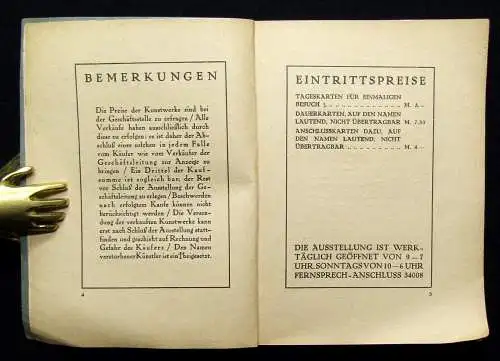 BEMERKUNGEN
Die Preise der Kunstwerke sind bei
der Geschäftsstelle zu erfragen / Alle
Verkäufe haben ausschließlich durch
diese zu erfolgen; es ist daher der Ab-
schluß eines solchen in jedem Falle
vom Käufer wie vom Verkäufer der
Geschäftsleitung zur Anzeige zu
bringen / Ein Drittel der Kauf-
summe ist sogleich bar, der Rest
vor Schluß der Ausstellung der Ge-
schäftsleitung zu erlegen / Beschwerden
nach erfolgtem Kaufe können nicht
berücksichtigt werden / Die Versen-
dung der verkauften Kunstwerke kann
erst nach Schluß der Ausstellung statt-
finden und geschieht auf Rechnung und
Gefahr des Käufers / Den Namen
verstorbener Künstler ist ein † beigesetzt.
4
EINTRITTSPREISE
TAGESKARTEN FÜR EINMALIGEN
BESUCH M.
DAUERKARTEN, AUF DEN NAMEN
LAUTEND, NICHT ÜBERTRAGBAR M. 7.50
ANSCHLUSSKARTEN DAZU, AUF
DEN NAMEN LAUTEND, NICHT
ÜBERTRAGBAR M. 4 —
DIE AUSSTELLUNG IST WERK-
TÄGLICH GEÖFFNET VON 9 – 7
UHR, SONNTAGS VON 10 – 6 UHR
FERNSPRECH-ANSCHLUSS 34008
5